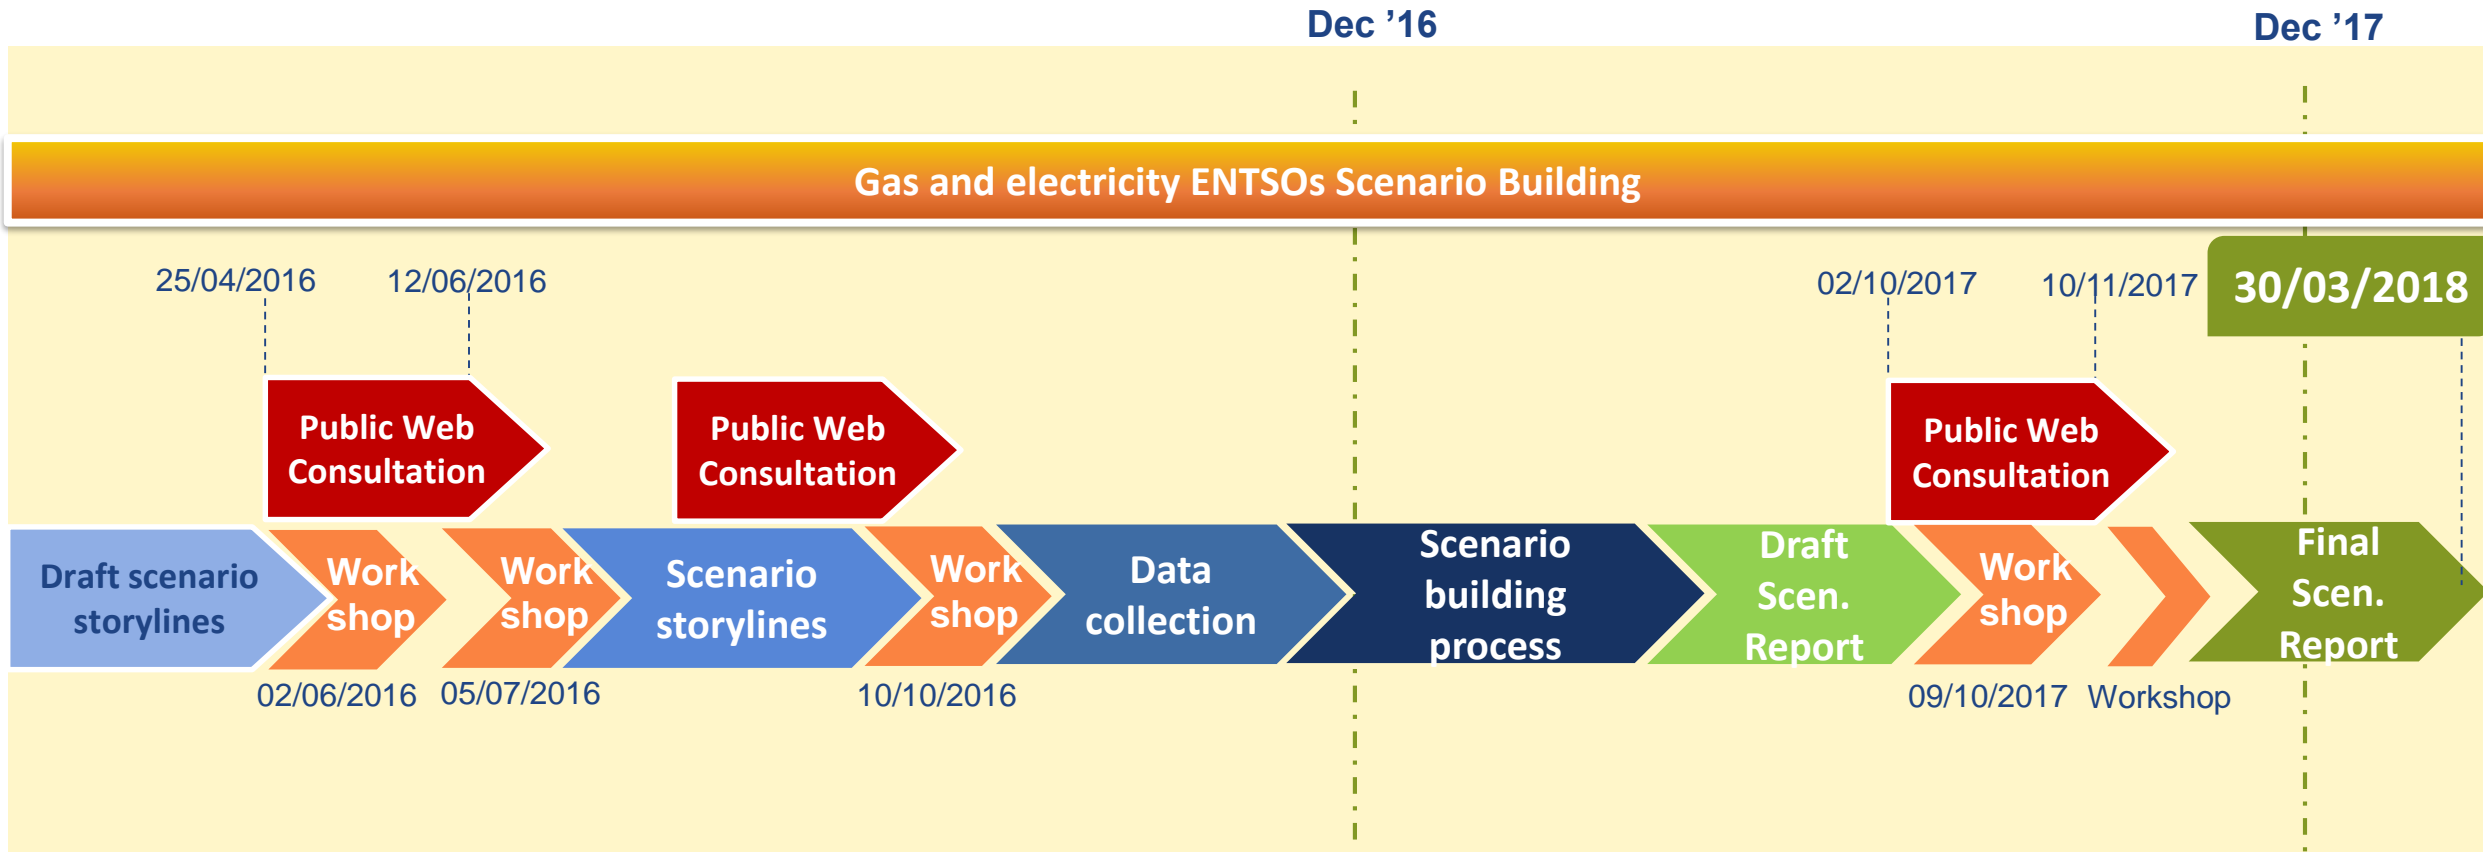 Dec ’16
Dec ’17
Gas and electricity ENTSOs Scenario Building
25/04/2016
12/06/2016
02/10/2017
10/11/2017
30/03/2018
Public Web
Consultation
Public Web
Consultation
Public Web
Consultation
Draft scenario
storylines
Work
shop
Work
shop
Scenario
storylines
Work
shop
Data
collection
Scenario
building
process
Draft
Scen.
Report
Work
shop
Final
Scen.
Report
02/06/2016
05/07/2016
10/10/2016
09/10/2017
Workshop